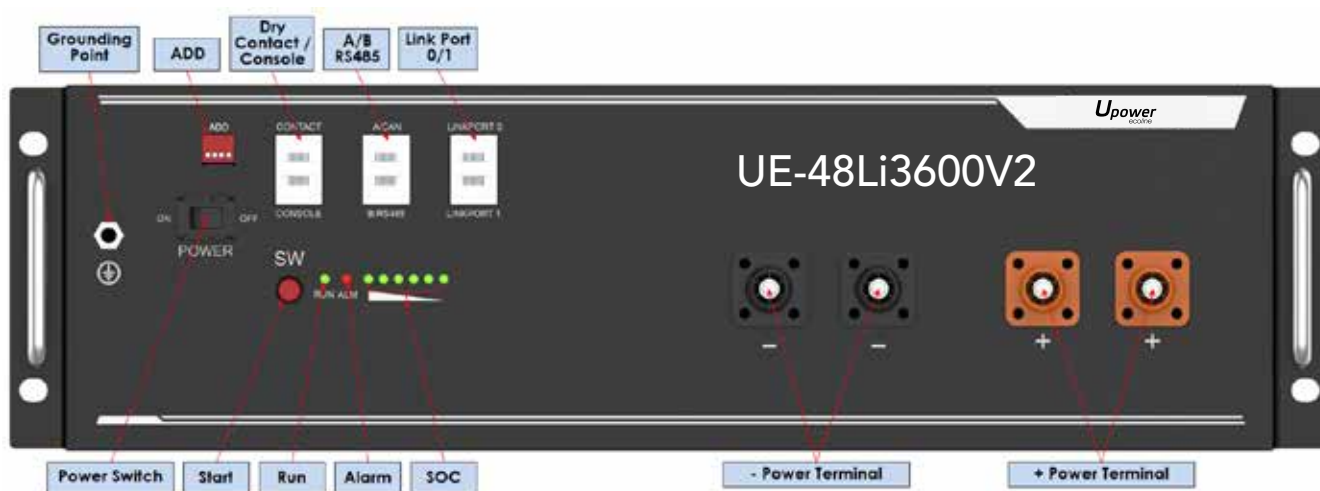 Grounding
Point
ADD
Dry
Contact /
Console
A/B
RS485
Link Port
0/1
Upower
ecoline
ADD
CONTACT
A/CAN
LINKPORT 0
UE-48Li3600V2
CONSOLE
B/RS485
LINKPORT 1
ON
OFF
POWER
SW
RUN ALM
- -
+ +
Power Switch
Start
Run
Alarm
SOC
- Power Terminal
+ Power Terminal